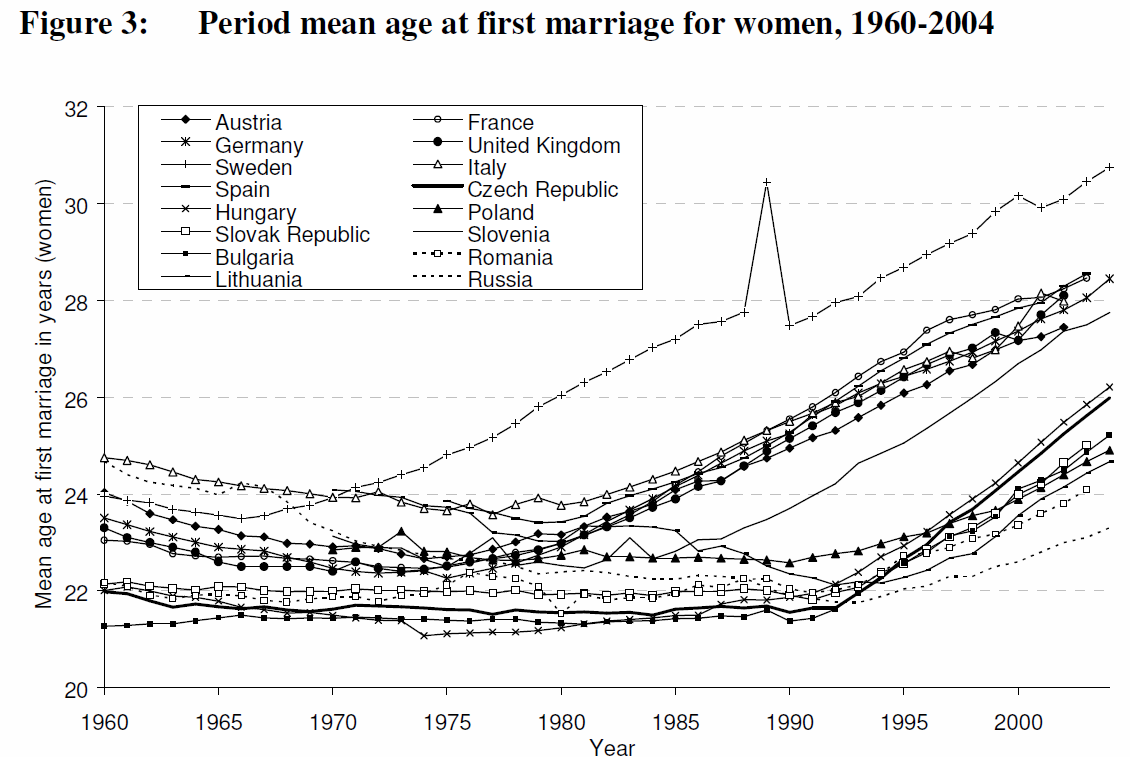 Figure 3: Period mean age at first marriage for women, 1960-2004
Mean age at first marriage in years (women)
32
30
28
26
24
22
20
Austria France
Germany United Kingdom
Sweden Italy
Spain Czech Republic
Hungary Poland
Slovak Republic Slovenia
Bulgaria Romania
Lithuania Russia
1960 1965 1970 1975 1980 1985 1990 1995 2000
Year